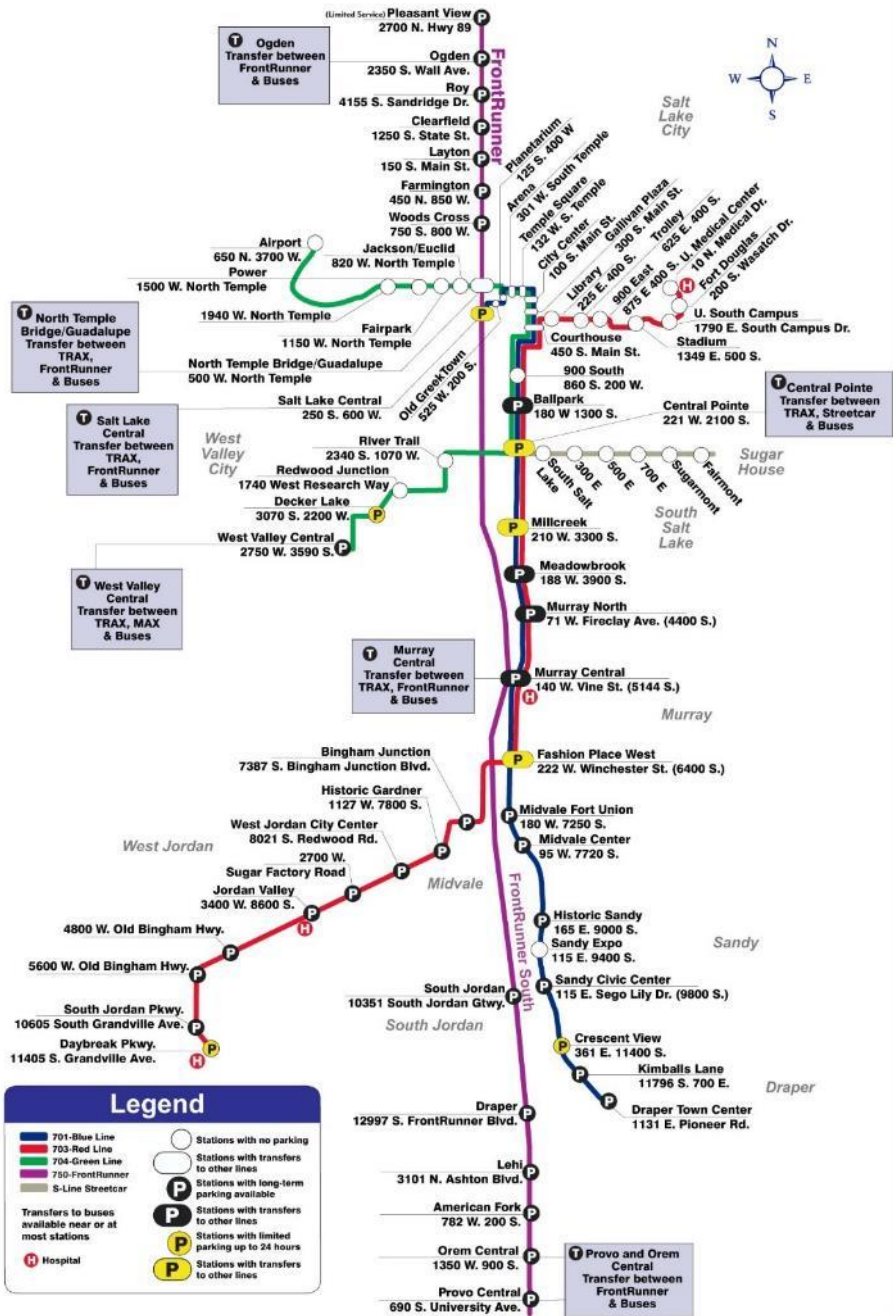 (Limited Service) Pleasant View
2700 N. Hwy 89
T
Ogden
Transfer between
FrontRunner
& Buses
Ogden
2350 S. Wall Ave.
Roy
4155 S. Sandridge Dr.
Clearfield
1250 S. State St.
Layton
150 S. Main St.
Farmington
450 N. 850 W.
Woods Cross
750 S. 800 W.
FrontRunner
N
W E
S
Salt
Lake
City
Planetarium
125 S. 400 W
Arena
301 W. South Temple
Temple Square
132 W. S. Temple
City Center
100 S. Main St.
Gallivan Plaza
300 S. Main St.
Library
225 E. 400 S.
Trolley
625 E. 400 S.
900 East
875 E 400 S.
U. Medical Center
10 N. Medical Dr.
Fort Douglas
200 S. Wasatch Dr.
H
U. South Campus
1790 E. South Campus Dr.
Stadium
1349 E. 500 S.
Courthouse
450 S. Main St.
Airport
650 N. 3700 W.
Power
1500 W. North Temple
Jackson/Euclid
820 W. North Temple
1940 W. North Temple
Fairpark
1150 W. North Temple
North Temple Bridge/Guadalupe
500 W. North Temple
T
North Temple
Bridge/Guadalupe
Transfer between
TRAX,
FrontRunner
& Buses
Salt Lake Central
250 S. 600 W.
Old GreekTown
525 W. 200 S.
T
Salt Lake
Central
Transfer between
TRAX,
FrontRunner
& Buses
900 South
860 S. 200 W.
Ballpark
180 W 1300 S.
Central Pointe
221 W. 2100 S.
T
Central Pointe
Transfer between
TRAX, Streetcar
& Buses
West
Valley
City
River Trail
2340 S. 1070 W.
Redwood Junction
1740 West Research Way
Decker Lake
3070 S. 2200 W.
West Valley Central
2750 W. 3590 S.
T
West Valley
Central
Transfer between
TRAX, MAX
& Buses
South Salt
Lake
300 E
500 E
700 E
Sugarmont
Fairmont
Sugar
House
South
Salt
Lake
Millcreek
210 W. 3300 S.
Meadowbrook
188 W. 3900 S.
Murray North
71 W. Fireclay Ave. (4400 S.)
T
Murray
Central
Transfer between
TRAX, FrontRunner
& Buses
Murray Central
140 W. Vine St. (5144 S.)
H
Murray
Fashion Place West
222 W. Winchester St. (6400 S.)
Bingham Junction
7387 S. Bingham Junction Blvd.
Historic Gardner
1127 W. 7800 S.
West Jordan City Center
8021 S. Redwood Rd.
2700 W.
Sugar Factory Road
Jordan Valley
3400 W. 8600 S.
H
4800 W. Old Bingham Hwy.
5600 W. Old Bingham Hwy.
South Jordan Pkwy.
10605 South Grandville Ave.
Daybreak Pkwy.
11405 S. Grandville Ave.
H
West Jordan
Midvale
Midvale Fort Union
180 W. 7250 S.
Midvale Center
95 W. 7720 S.
Historic Sandy
165 E. 9000 S.
Sandy Expo
115 E. 9400 S.
Sandy Civic Center
115 E. Sego Lily Dr. (9800 S.)
Sandy
Crescent View
361 E. 11400 S.
Kimballs Lane
11796 S. 700 E.
Draper Town Center
1131 E. Pioneer Rd.
Draper
FrontRunner South
South Jordan
10351 South Jordan Gtwy.
South Jordan
Draper
12997 S. FrontRunner Blvd.
Lehi
3101 N. Ashton Blvd.
American Fork
782 W. 200 S.
Orem Central
1350 W. 900 S.
Provo Central
690 S. University Ave.
T
Provo and Orem
Central
Transfer between
FrontRunner
& Buses
Legend
701-Blue Line
703-Red Line
704-Green Line
750-FrontRunner
S-Line Streetcar
Transfers to buses
available near or at
most stations
H Hospital
Stations with no parking
Stations with transfers
to other lines
P Stations with long-term
parking available
P Stations with transfers
to other lines
P Stations with limited
parking up to 24 hours
P Stations with transfers
to other lines